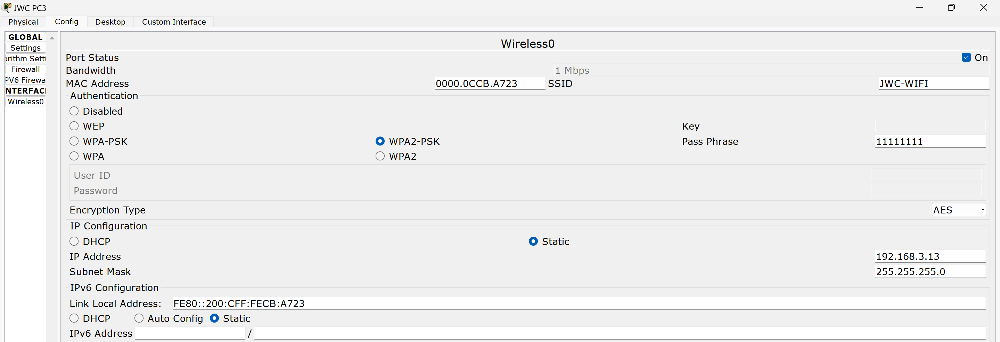 JWC PC3
Physical Config Desktop Custom Interface
GLOBAL
Settings
orithm Setti
Firewall
PV6 Firewa
NTERFAC
Wireless0
Wireless0
Port Status On
Bandwidth 1 Mbps
MAC Address 0000.0CCB.A723 SSID JWC-WIFI
Authentication
Disabled
WEP Key
WPA-PSK WPA2-PSK Pass Phrase 11111111
WPA WPA2
User ID
Password
Encryption Type AES
IP Configuration
DHCP Static
IP Address 192.168.3.13
Subnet Mask 255.255.255.0
IPv6 Configuration
Link Local Address: FE80::200:CFF:FECB:A723
DHCP Auto Config Static
IPv6 Address /